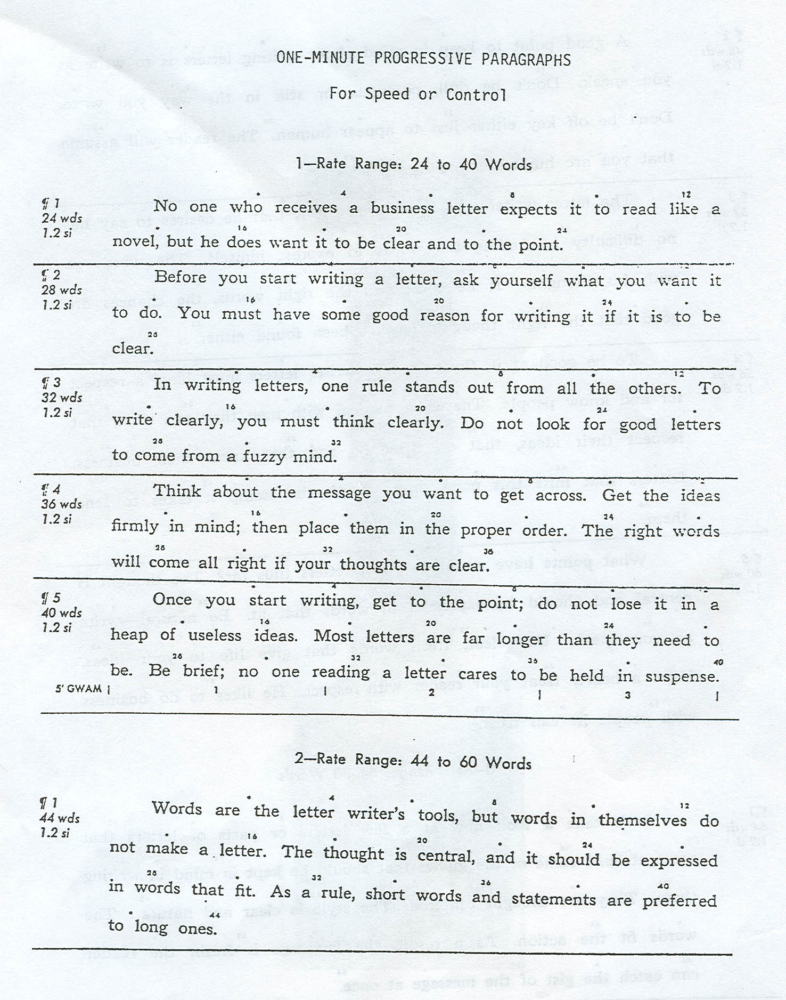 ONE-MINUTE PROGRESSIVE PARAGRAPHS
For Speed or Control
1—Rate Range: 24 to 40 Words
4 8 12
¶ 1 No one who receives a business letter expects it to read like a
24 wds
16 20 24
1.2 si novel, but he does want it to be clear and to the point.
¶ 2 Before you start writing a letter, ask yourself what you want it
28 wds
16 20 24
1.2 si to do. You must have some good reason for writing it if it is to be
28
clear.
4 8 12
¶ 3 In writing letters, one rule stands out from all the others. To
32 wds
16 20 24
1.2 si write clearly, you must think clearly. Do not look for good letters
28 32
to come from a fuzzy mind.
4 8
¶ 4 Think about the message you want to get across. Get the ideas
36 wds
16 20 24
1.2 si firmly in mind; then place them in the proper order. The right words
28 32 36
will come all right if your thoughts are clear.
4 8
¶ 5 Once you start writing, get to the point; do not lose it in a
40 wds
16 20 24
1.2 si heap of useless ideas. Most letters are far longer than they need to
28 32 36 40
be. Be brief; no one reading a letter cares to be held in suspense.
5' GWAM | 1 | 2 | 3 |
2—Rate Range: 44 to 60 Words
4 8 12
¶ 1 Words are the letter writer's tools, but words in themselves do
44 wds
16 20 24
1.2 si not make a letter. The thought is central, and it should be expressed
28 32 36 40
in words that fit. As a rule, short words and statements are preferred
44
to long ones.